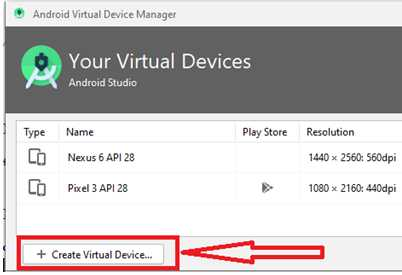 Android Virtual Device Manager
Your Virtual Devices
Android Studio
Type Name Play Store Resolution
Nexus 6 API 28 1440 × 2560: 560dpi
Pixel 3 API 28 1080 × 2160: 440dpi
+ Create Virtual Device...